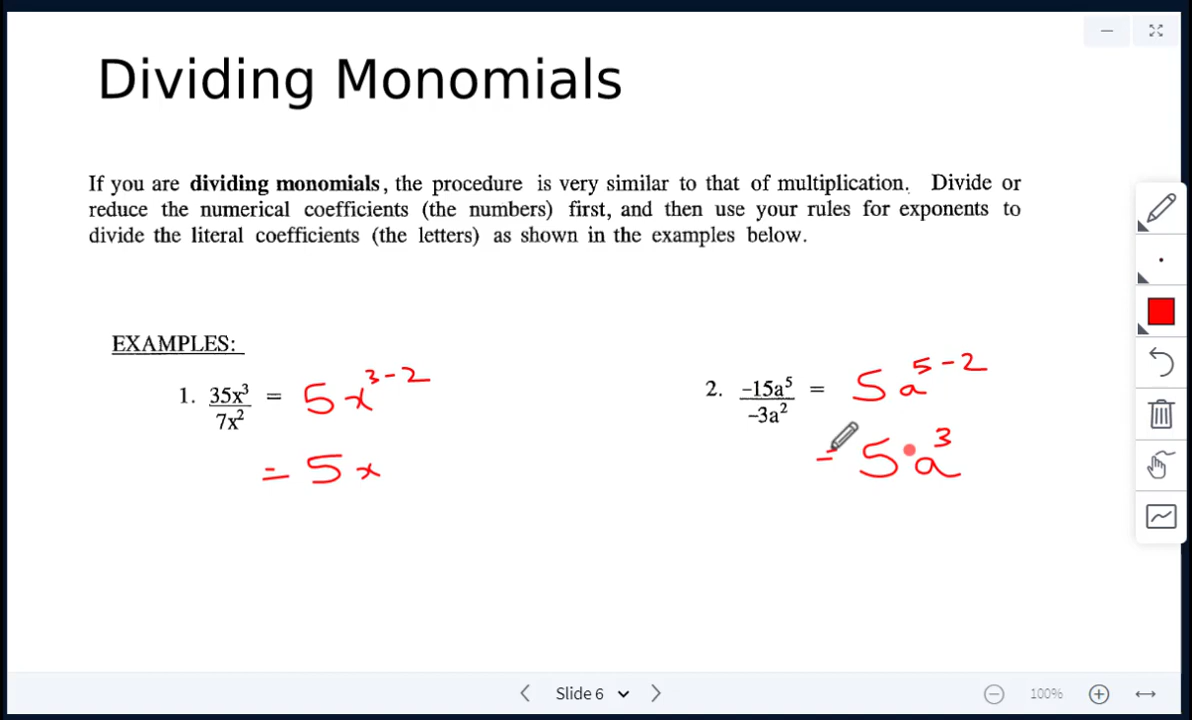 Dividing Monomials
If you are dividing monomials, the procedure is very similar to that of multiplication. Divide or
reduce the numerical coefficients (the numbers) first, and then use your rules for exponents to
divide the literal coefficients (the letters) as shown in the examples below.
EXAMPLES:
1. 35x³/7x² = 5x³⁻²
= 5x
2. -15a⁵/-3a² = 5a⁵⁻²
= 5a³
Slide 6
100%